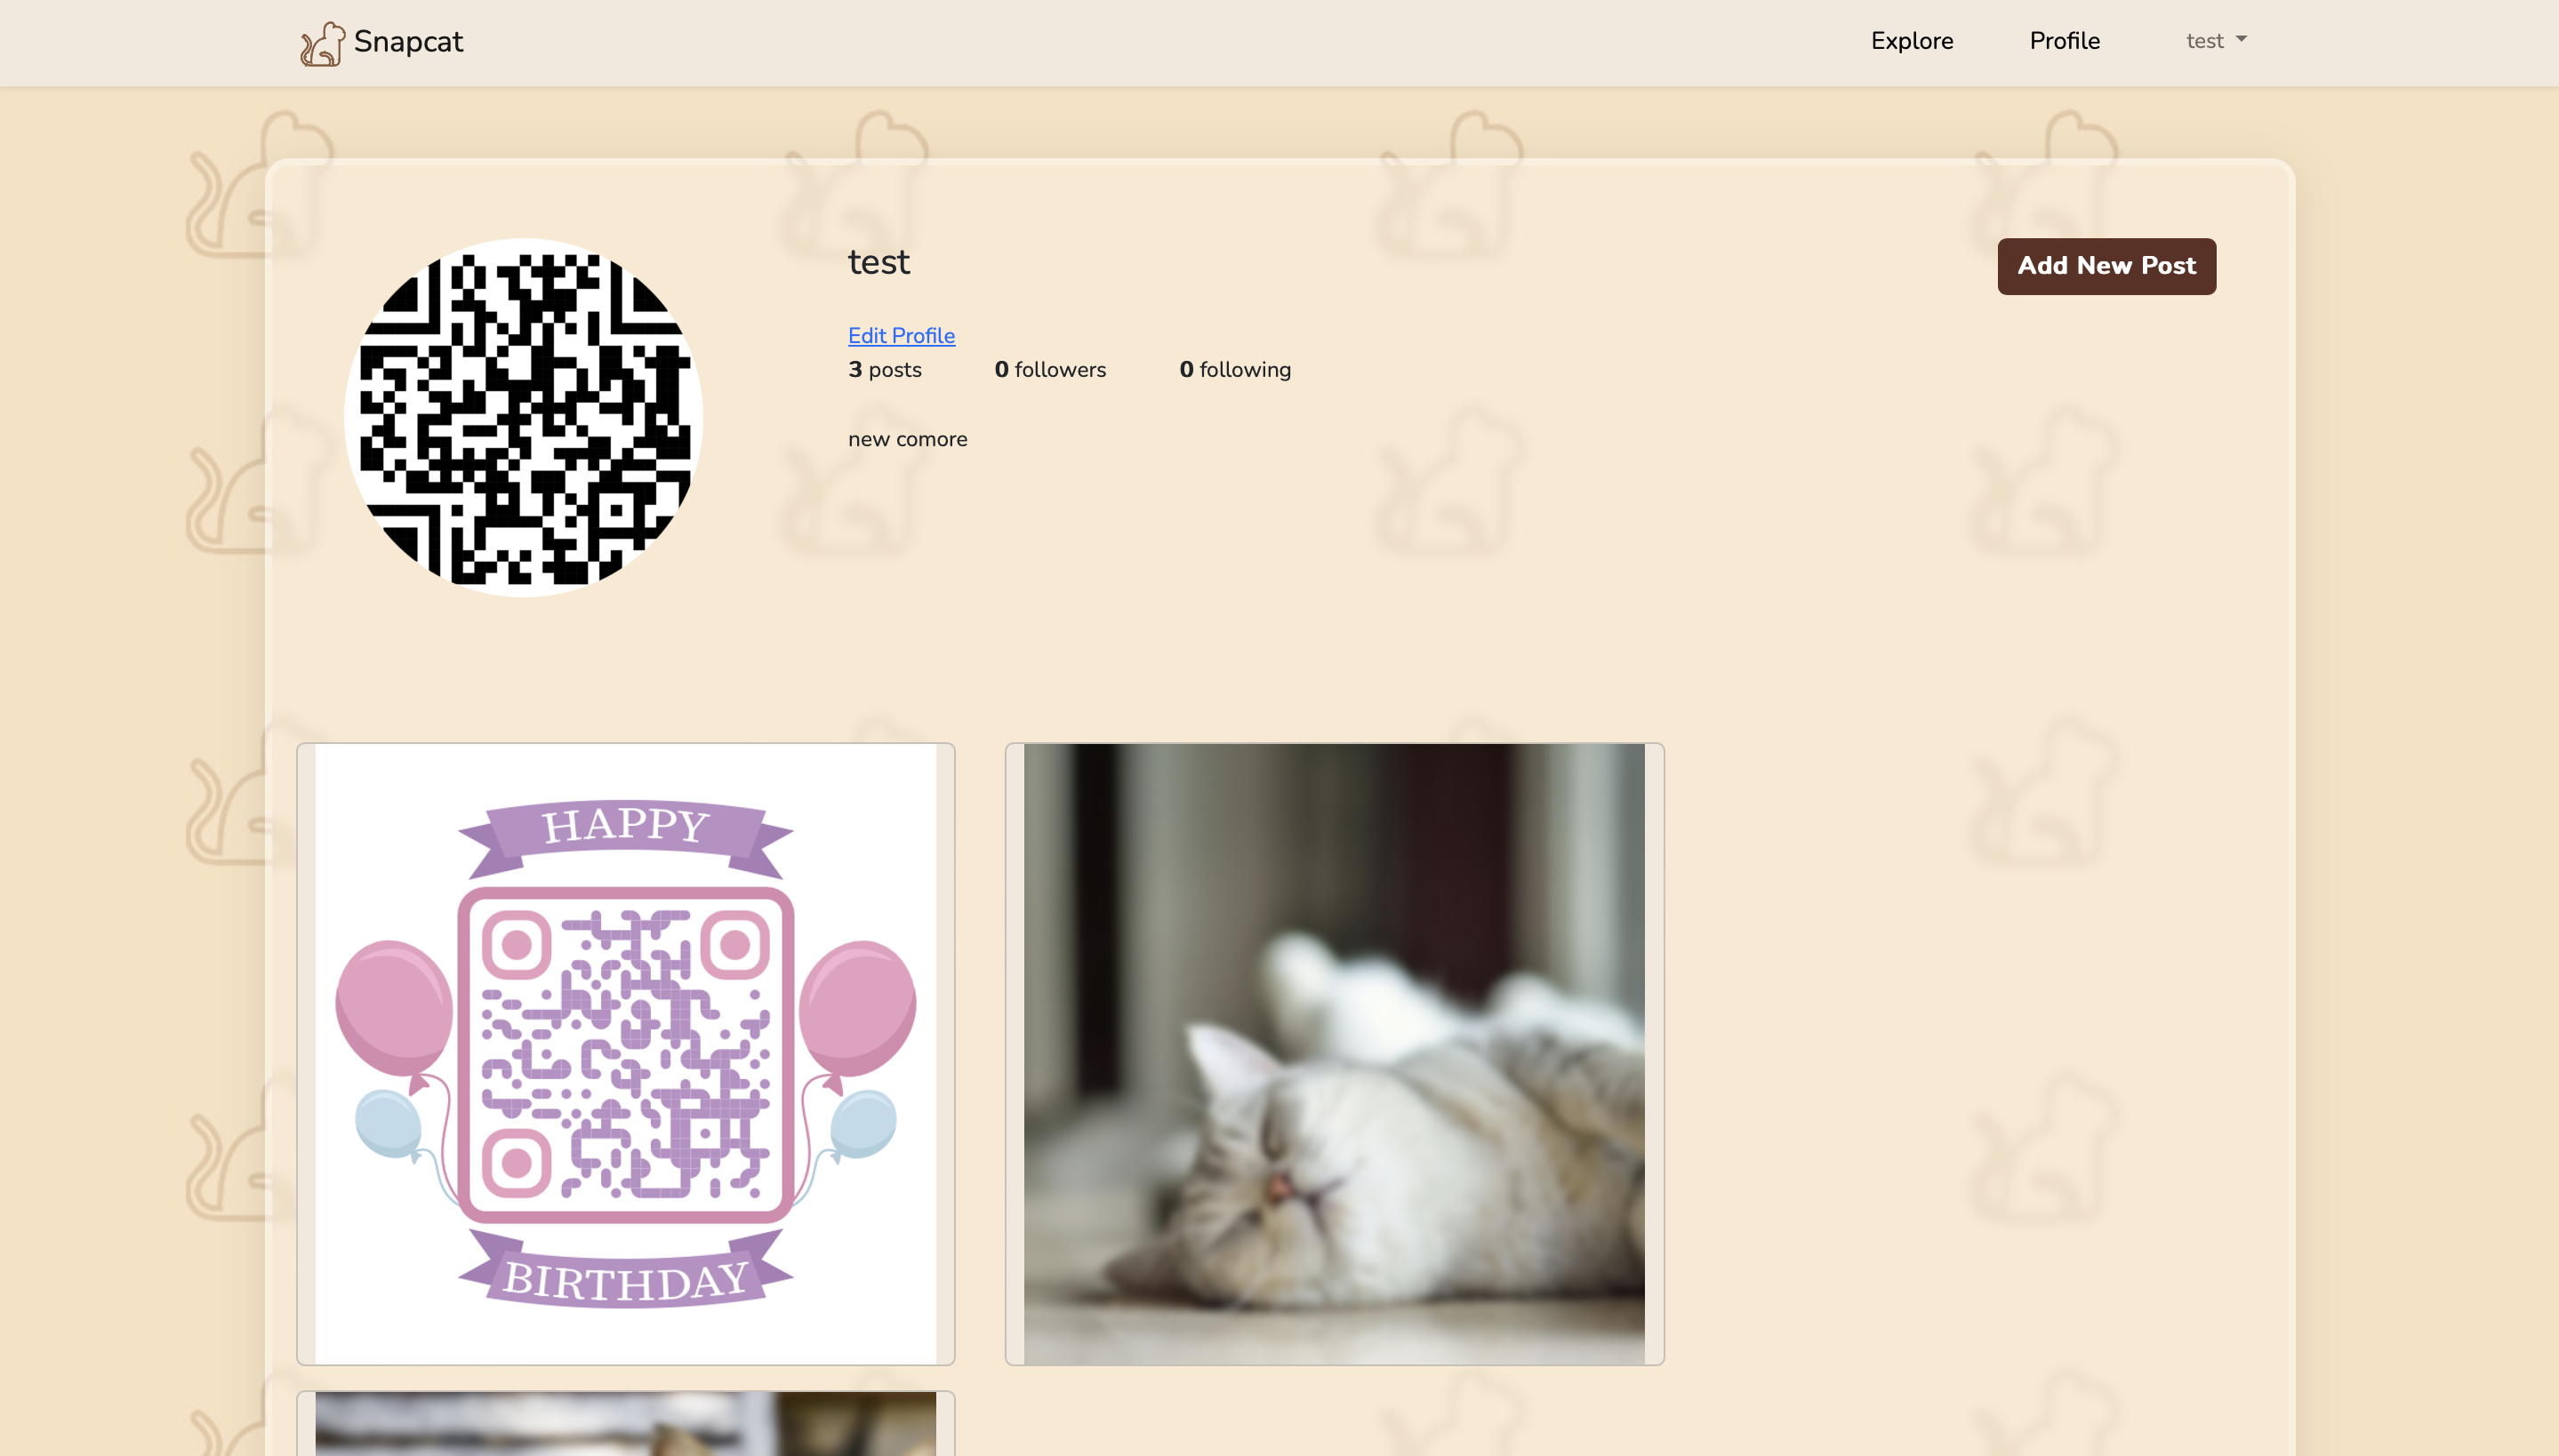 Snapcat
Explore
Profile
test
test
Add New Post
Edit Profile
3 posts
0 followers
0 following
new comore
HAPPY
BIRTHDAY